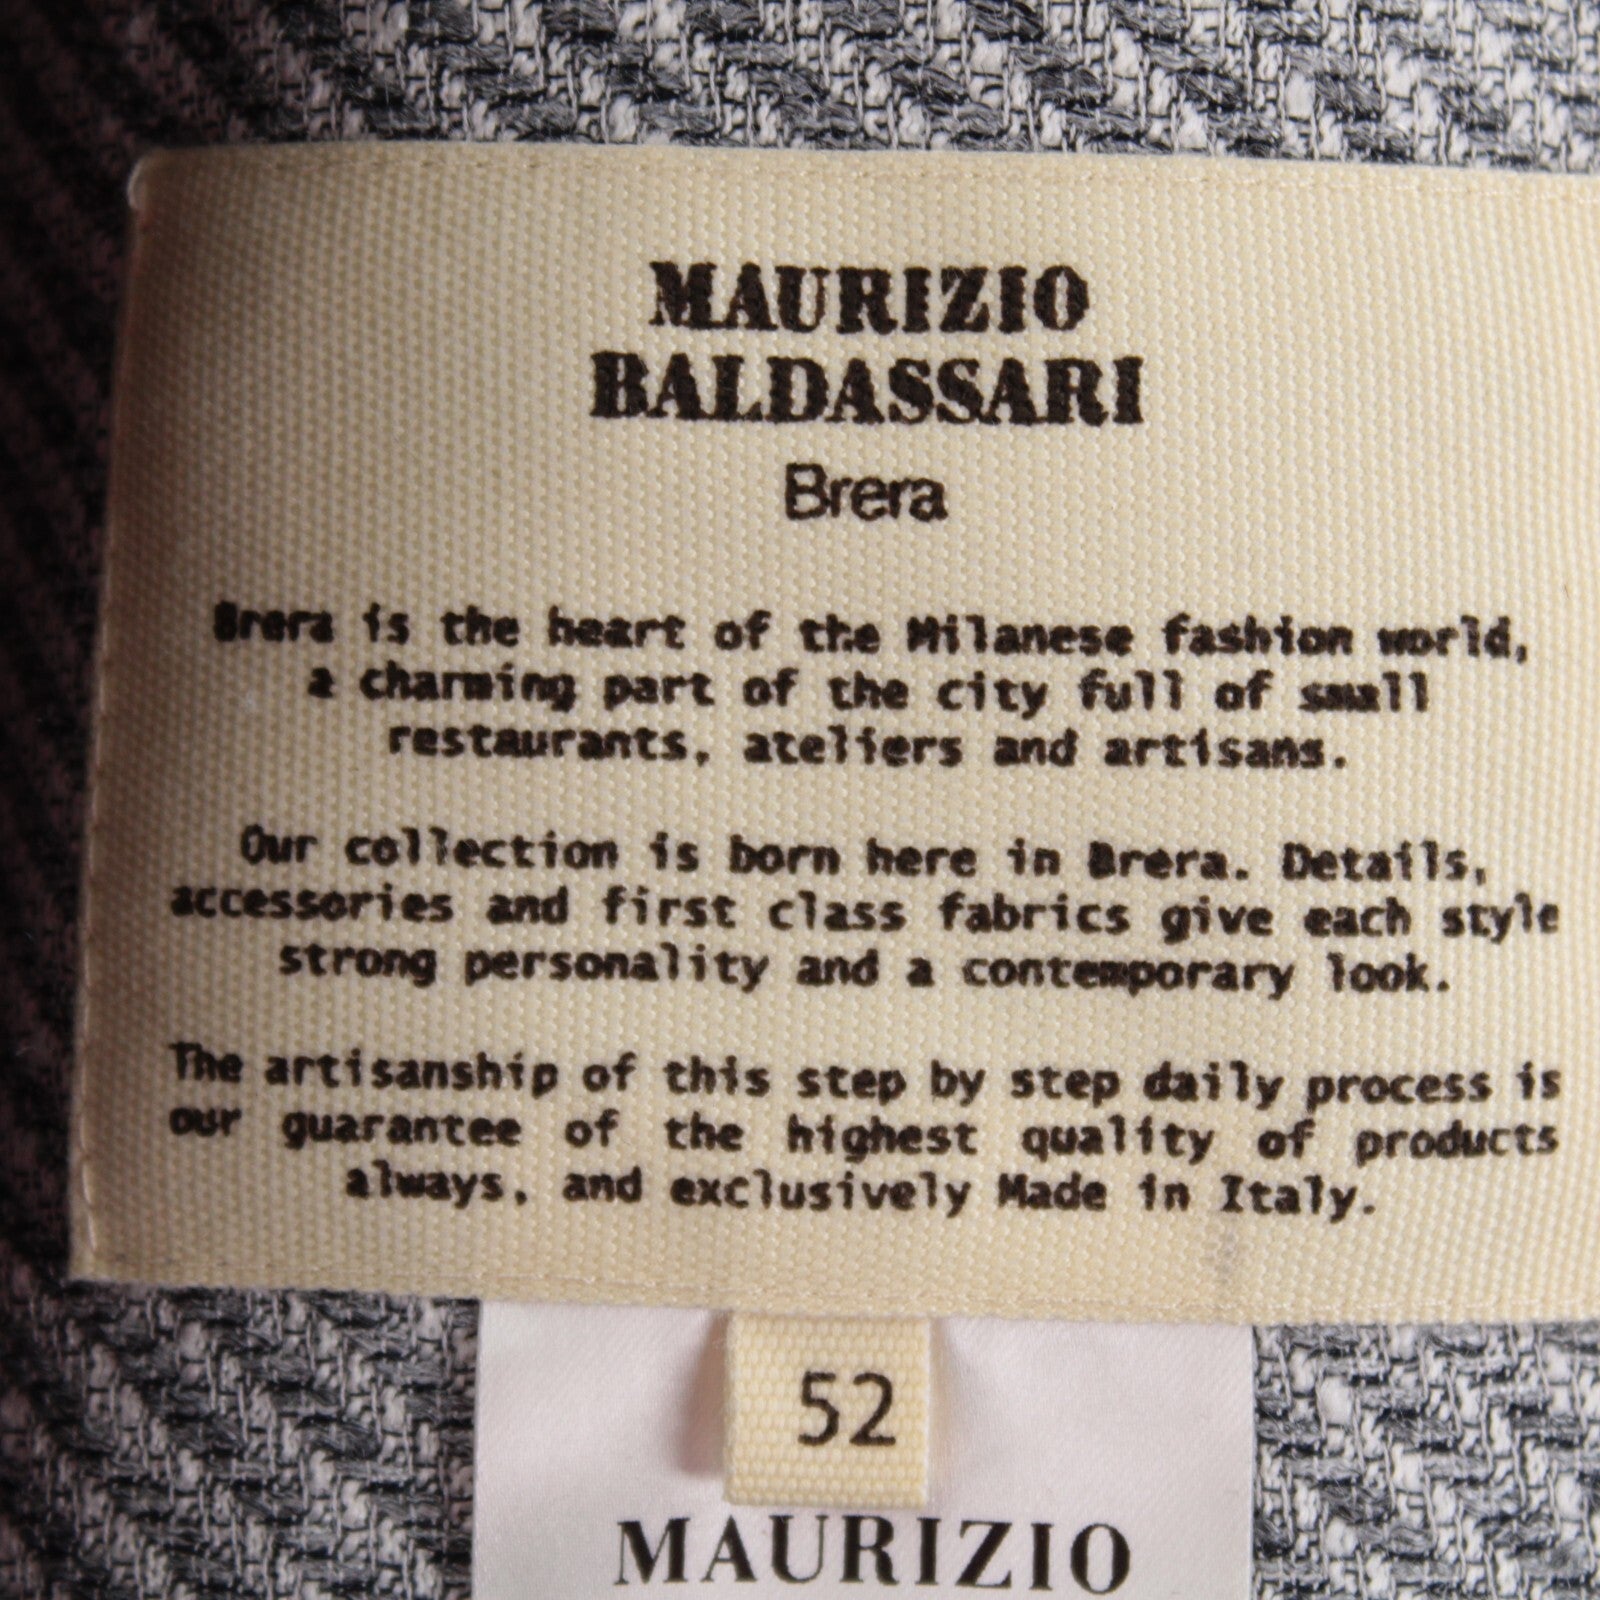 MAURIZIO
BALDASSARI
Brera
Brera is the heart of the Milanese fashion world,
a charming part of the city full of small
restaurants, ateliers and artisans.
Our collection is born here in Brera. Details,
accessories and first class fabrics give each style
strong personality and a contemporary look.
The artisanship of this step by step daily process is
our guarantee of the highest quality of products
always, and exclusively Made in Italy.
52
MAURIZIO